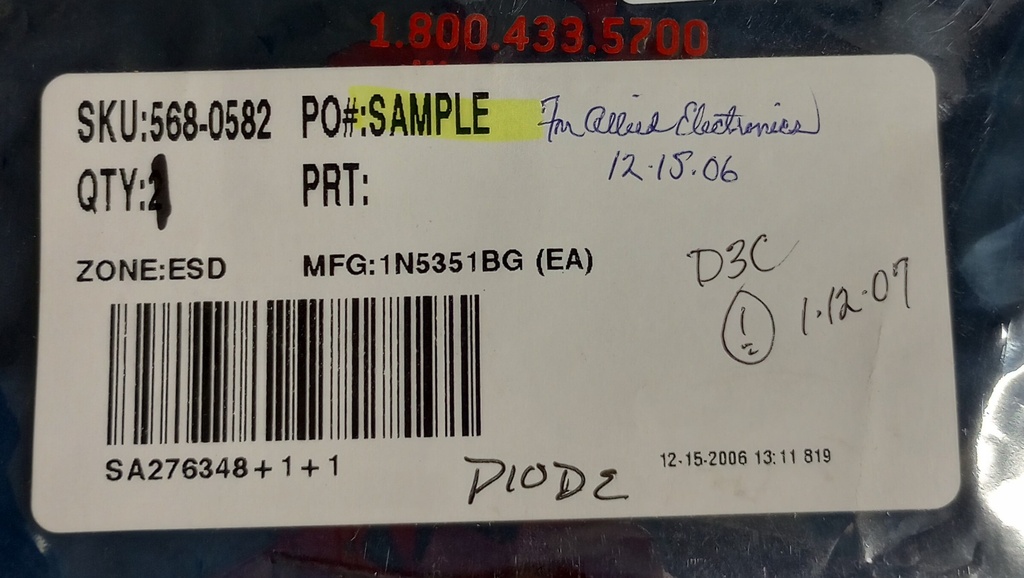 1.800.433.5700
SKU:568-0582 PO#:SAMPLE For Allied Electronics
12-15-06
QTY: PRT:
ZONE:ESD MFG:1N5351BG (EA)
D3C
1 1-12-07
SA276348+1+1
DIODE
12-15-2006 13:11 819